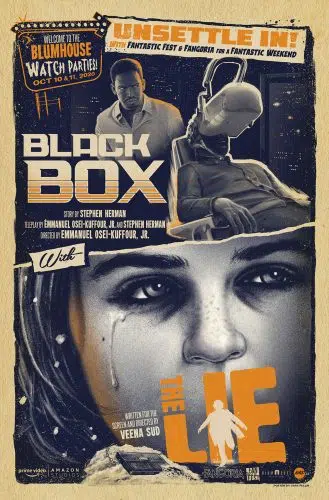 WELCOME TO THE
BLUMHOUSE
WATCH PARTIES!
OCT 10 & 11, 2020
UNSETTLE IN!
WITH FANTASTIC FEST & FANGORIA FOR A FANTASTIC WEEKEND
BLACK
BOX
STORY BY STEPHEN HERMAN
TELEPLAY BY EMMANUEL OSEI-KUFFOUR, JR. AND STEPHEN HERMAN
DIRECTED BY EMMANUEL OSEI-KUFFOUR, JR.
With
THE
LIE
WRITTEN FOR THE
SCREEN AND DIRECTED BY
VEENA SUD
prime video
AMAZON
STUDIOS
FANGORIA